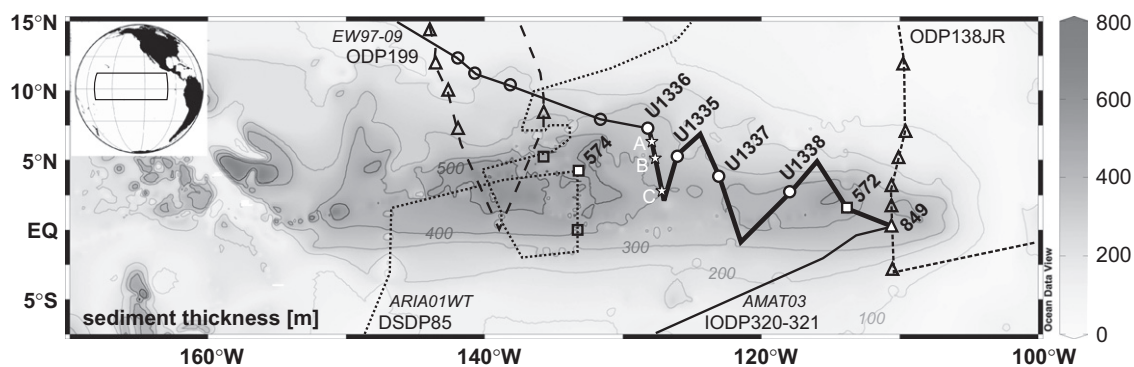 15°N
10°N
5°N
EQ
5°S
EW97-09
ODP199
ODP138JR
U1336
U1335
U1337
U1338
574
572
849
A
B
C
500
400
300
200
100
ARIA01WT
DSDP85
AMAT03
IODP320-321
sediment thickness [m]
Ocean Data View
160°W
140°W
120°W
100°W
800
600
400
200
0